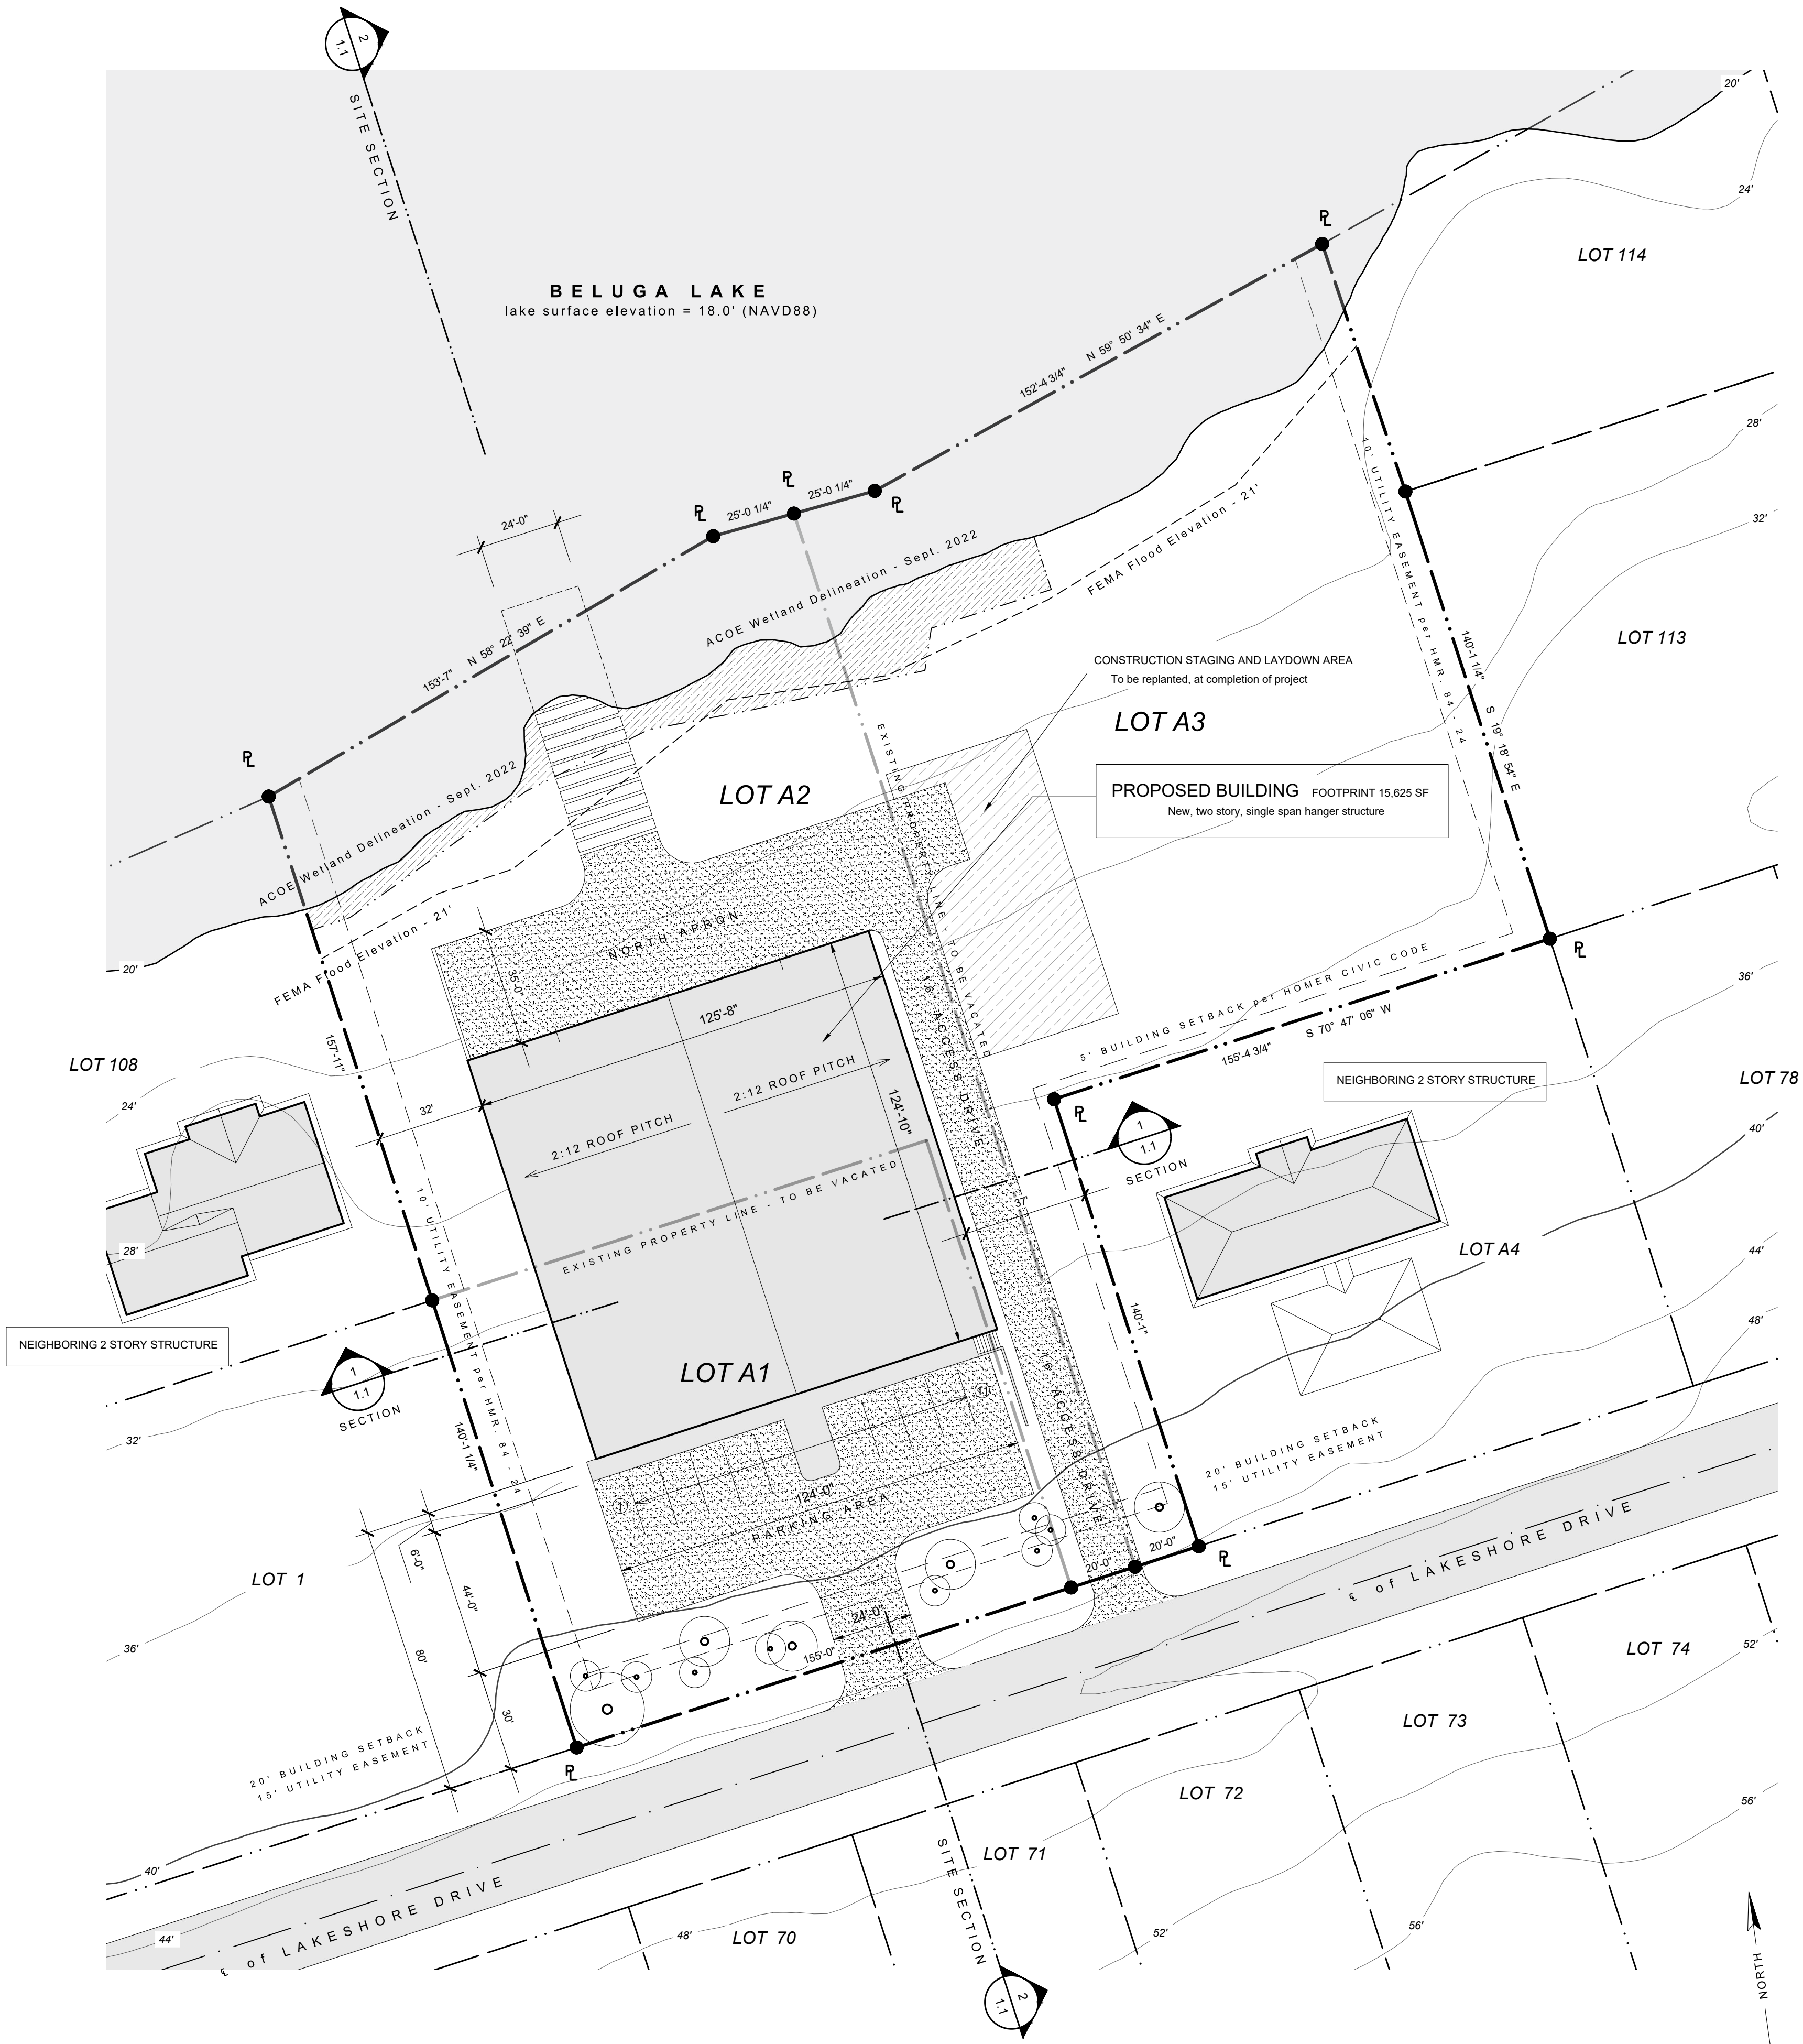 2
1.1
SITE SECTION
20'
24'
LOT 114
BELUGA LAKE
lake surface elevation = 18.0' (NAVD88)
PL
N 59° 50' 34" E
152'-4 3/4"
28'
PL
25'-0 1/4"
25'-0 1/4"
PL
PL
24'-0"
10' UTILITY EASEMENT per HMR. 84 - 24
32'
FEMA Flood Elevation - 21'
ACOE Wetland Delineation - Sept. 2022
N 58° 22' 39" E
153'-7"
LOT 113
140'-1 1/4"
S 19° 18' 54" E
CONSTRUCTION STAGING AND LAYDOWN AREA
To be replanted, at completion of project
LOT A3
PL
EXISTING PROPERTY LINE - TO BE VACATED
LOT A2
PROPOSED BUILDING FOOTPRINT 15,625 SF
New, two story, single span hanger structure
ACOE Wetland Delineation - Sept. 2022
NORTH APRON
PL
20'
FEMA Flood Elevation - 21'
35'-0"
36'
5' BUILDING SETBACK per HOMER CIVIC CODE
S 70° 47' 06" W
155'-4 3/4"
125'-8"
16' ACCESS DRIVE
157'-11"
LOT 108
NEIGHBORING 2 STORY STRUCTURE
LOT 78
24'
32'
2:12 ROOF PITCH
2:12 ROOF PITCH
124'-10"
PL
1
1.1
SECTION
40'
EXISTING PROPERTY LINE - TO BE VACATED
37'
28'
10' UTILITY EASEMENT per HMR. 84 - 24
LOT A4
44'
NEIGHBORING 2 STORY STRUCTURE
140'-1"
48'
LOT A1
1
1.1
SECTION
11
16' ACCESS DRIVE
32'
140'-1 1/4"
20' BUILDING SETBACK
15' UTILITY EASEMENT
1
124'-0"
PARKING AREA
LOT 1
6'-0"
44'-0"
20'-0"
20'-0"
PL
℄ of LAKESHORE DRIVE
24'-0"
36'
80'
155'-0"
30'
LOT 74
52'
LOT 73
20' BUILDING SETBACK
15' UTILITY EASEMENT
PL
LOT 72
56'
40'
SITE SECTION
LOT 71
℄ of LAKESHORE DRIVE
44'
48'
LOT 70
52'
56'
2
1.1
NORTH